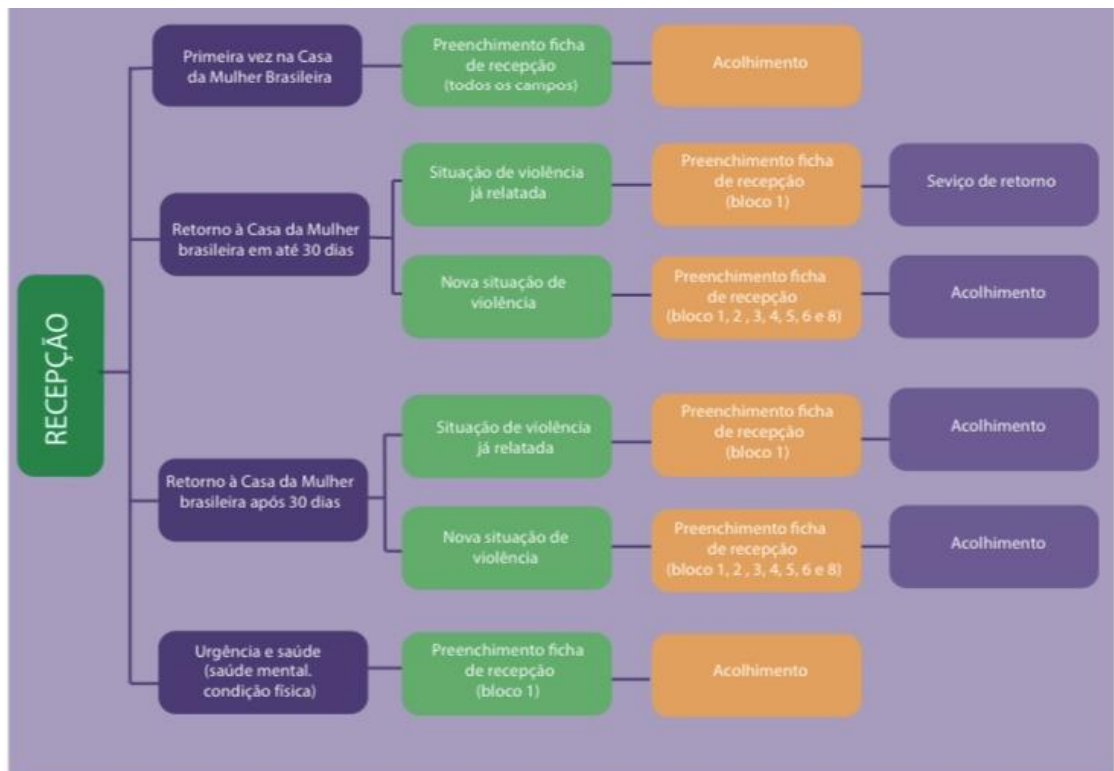 RECEPÇÃO
Primeira vez na Casa
da Mulher Brasileira
Preenchimento ficha
de recepção
(todos os campos)
Acolhimento
Retorno à Casa da Mulher
brasileira em até 30 dias
Situação de violência
já relatada
Preenchimento ficha
de recepção
(bloco 1)
Seviço de retorno
Nova situação de
violência
Preenchimento ficha
de recepção
(bloco 1, 2 , 3, 4, 5, 6 e 8)
Acolhimento
Retorno à Casa da Mulher
brasileira após 30 dias
Situação de violência
já relatada
Preenchimento ficha
de recepção
(bloco 1)
Acolhimento
Nova situação de
violência
Preenchimento ficha
de recepção
(bloco 1, 2 , 3, 4, 5, 6 e 8)
Acolhimento
Urgência e saúde
(saúde mental.
condição física)
Preenchimento ficha
de recepção
(bloco 1)
Acolhimento